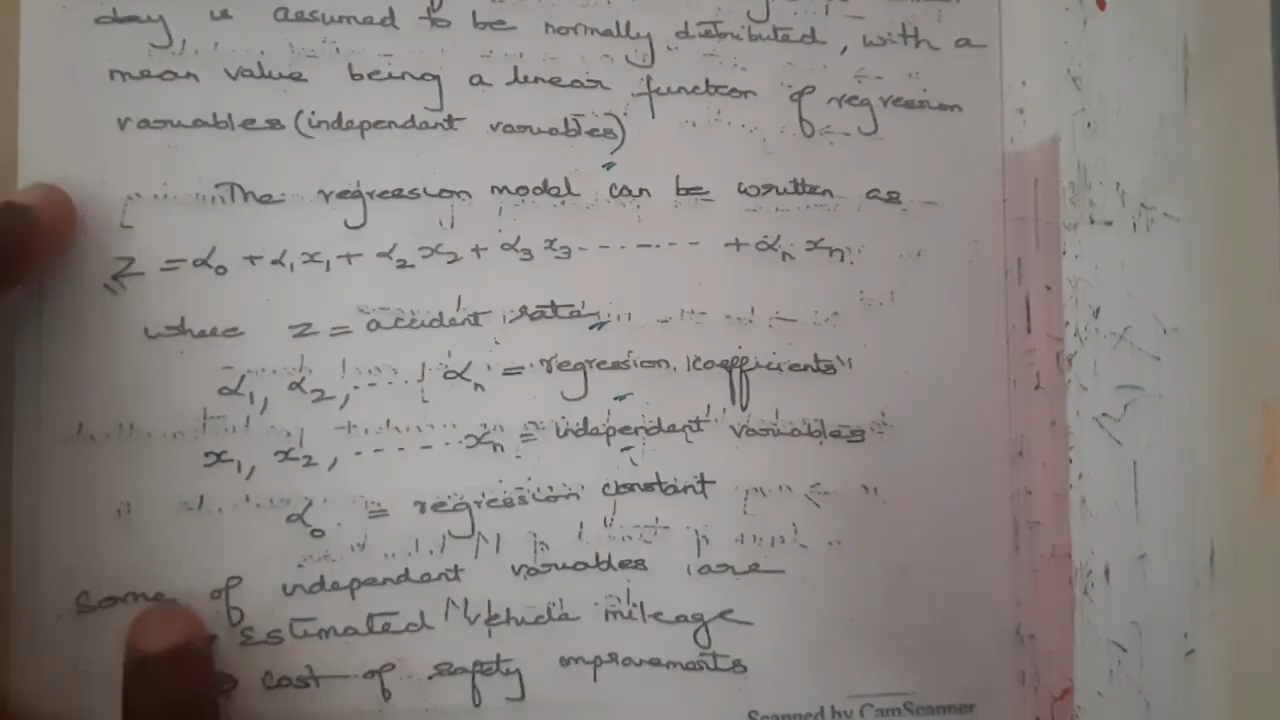 day is assumed to be normally distributed, with a
mean value being a linear function of regression
variables (independant variables)
The regression model can be written as
Z = α₀ + α₁x₁ + α₂x₂ + α₃x₃ ------- + αₙxₙ.
where Z = accident rate,
α₁, α₂, ---- αₙ = regression coefficients
x₁, x₂, ------ xₙ = independent variables
α₀ = regression constant
Some of independant variables are
Estimated Vehicle mileage
cost of safety improvements
Scanned by CamScanner